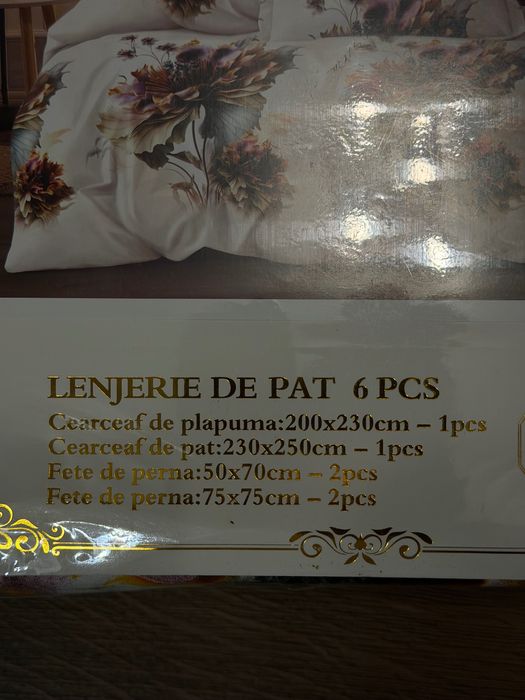 LENJERIE DE PAT 6 PCS
Cearceaf de plapuma:200x230cm – 1pcs
Cearceaf de pat:230x250cm – 1pcs
Fete de perna:50x70cm – 2pcs
Fete de perna:75x75cm – 2pcs